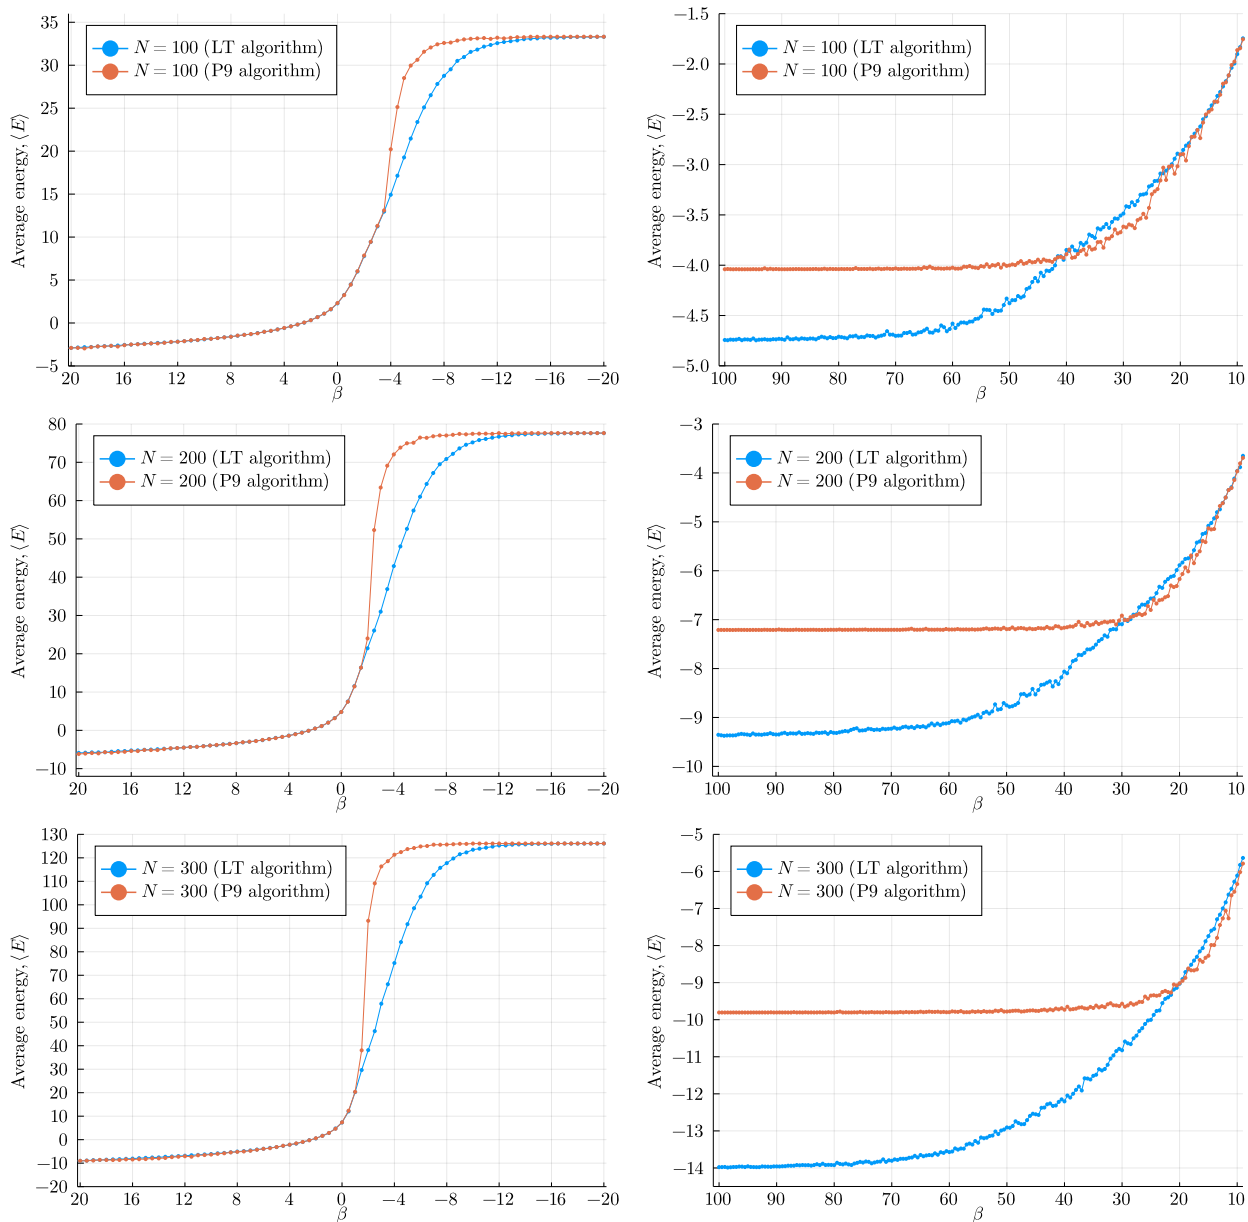 35
30
25
20
15
10
5
0
−5
Average energy, ⟨E⟩
N = 100 (LT algorithm)
N = 100 (P9 algorithm)
20 16 12 8 4 0 −4 −8 −12 −16 −20
β
−1.5
−2.0
−2.5
−3.0
−3.5
−4.0
−4.5
−5.0
Average energy, ⟨E⟩
N = 100 (LT algorithm)
N = 100 (P9 algorithm)
100 90 80 70 60 50 40 30 20 10
β
80
70
60
50
40
30
20
10
0
−10
Average energy, ⟨E⟩
N = 200 (LT algorithm)
N = 200 (P9 algorithm)
20 16 12 8 4 0 −4 −8 −12 −16 −20
β
−3
−4
−5
−6
−7
−8
−9
−10
Average energy, ⟨E⟩
N = 200 (LT algorithm)
N = 200 (P9 algorithm)
100 90 80 70 60 50 40 30 20 10
β
130
120
110
100
90
80
70
60
50
40
30
20
10
0
−10
−20
Average energy, ⟨E⟩
N = 300 (LT algorithm)
N = 300 (P9 algorithm)
20 16 12 8 4 0 −4 −8 −12 −16 −20
β
−5
−6
−7
−8
−9
−10
−11
−12
−13
−14
Average energy, ⟨E⟩
N = 300 (LT algorithm)
N = 300 (P9 algorithm)
100 90 80 70 60 50 40 30 20 10
β